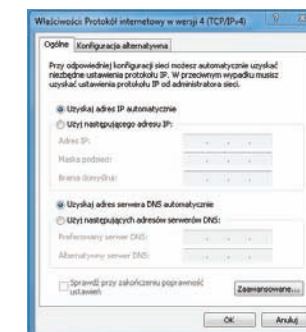 Właściwości: Protokół internetowy w wersji 4 (TCP/IPv4)
Ogólne Konfiguracja alternatywna
Przy odpowiedniej konfiguracji sieci możesz automatycznie uzyskać
niezbędne ustawienia protokołu IP. W przeciwnym wypadku musisz
uzyskać ustawienia protokołu IP od administratora sieci.
Uzyskaj adres IP automatycznie
Użyj następującego adresu IP:
Adres IP:
Maska podsieci:
Brama domyślna:
Uzyskaj adres serwera DNS automatycznie
Użyj następujących adresów serwerów DNS:
Preferowany serwer DNS:
Alternatywny serwer DNS:
Sprawdź przy zakończeniu poprawność
ustawień
Zaawansowane...
OK Anuluj